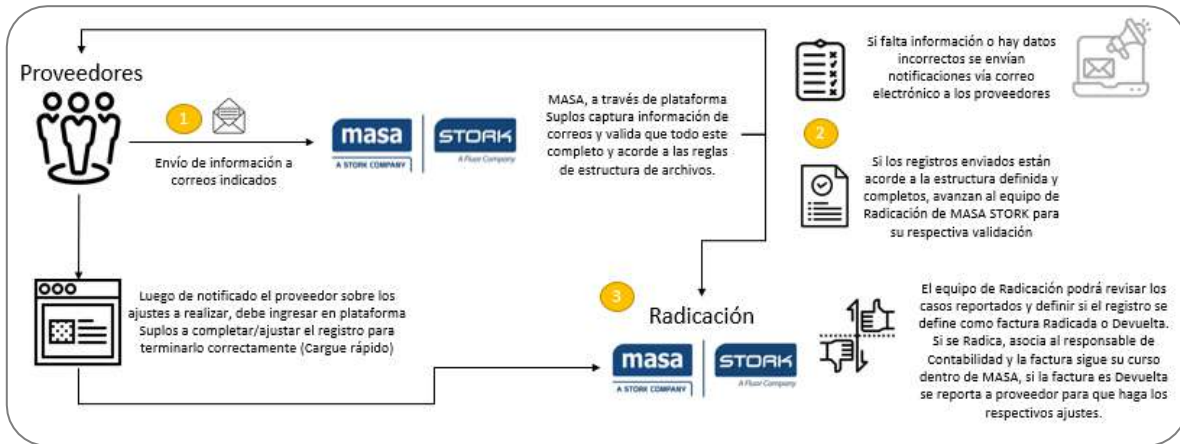 Proveedores
1
Envío de información a
correos indicados
masa
A STORK COMPANY
STORK
A Fluor Company
MASA, a través de plataforma
Suplos captura información de
correos y valida que todo este
completo y acorde a las reglas
de estructura de archivos.
Si falta información o hay datos
incorrectos se envían
notificaciones vía correo
electrónico a los proveedores
2
Si los registros enviados están
acorde a la estructura definida y
completos, avanzan al equipo de
Radicación de MASA STORK para
su respectiva validación
Luego de notificado el proveedor sobre los
ajustes a realizar, debe ingresar en plataforma
Suplos a completar/ajustar el registro para
terminarlo correctamente (Cargue rápido)
3
Radicación
masa
A STORK COMPANY
STORK
A Fluor Company
El equipo de Radicación podrá revisar los
casos reportados y definir si el registro se
define como factura Radicada o Devuelta.
Si se Radica, asocia al responsable de
Contabilidad y la factura sigue su curso
dentro de MASA, si la factura es Devuelta
se reporta a proveedor para que haga los
respectivos ajustes.